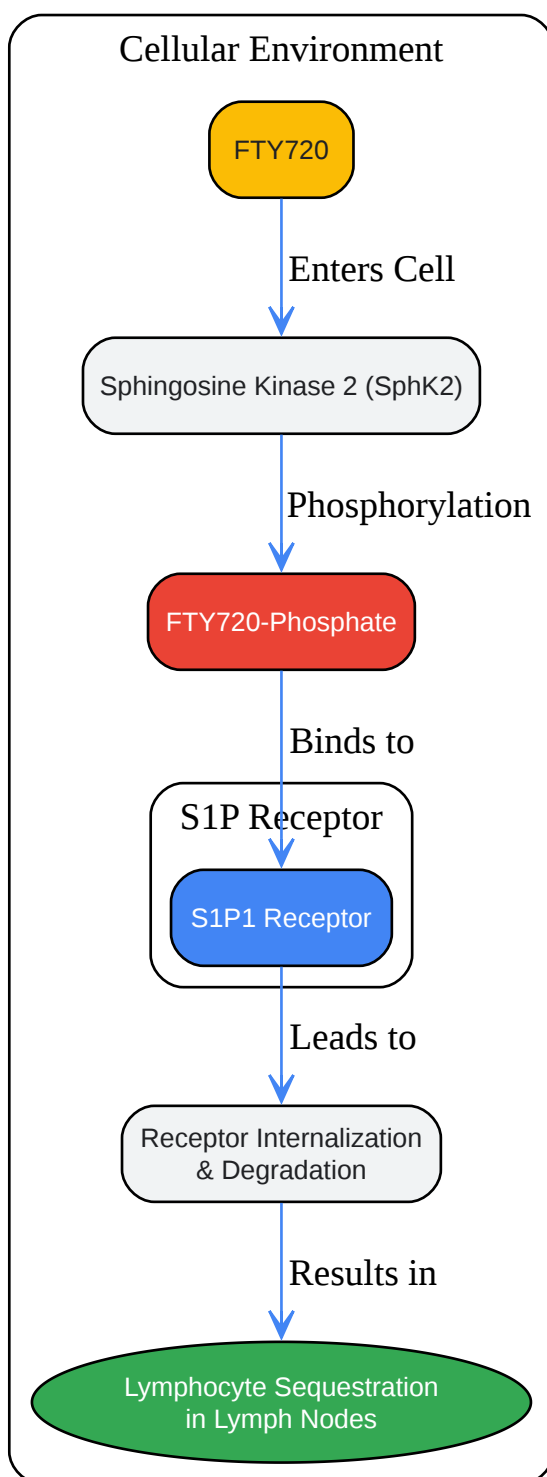 Cellular Environment
FTY720
Enters Cell
Sphingosine Kinase 2 (SphK2)
Phosphorylation
FTY720-Phosphate
Binds to
S1P Receptor
S1P1 Receptor
Leads to
Receptor Internalization
& Degradation
Results in
Lymphocyte Sequestration
in Lymph Nodes